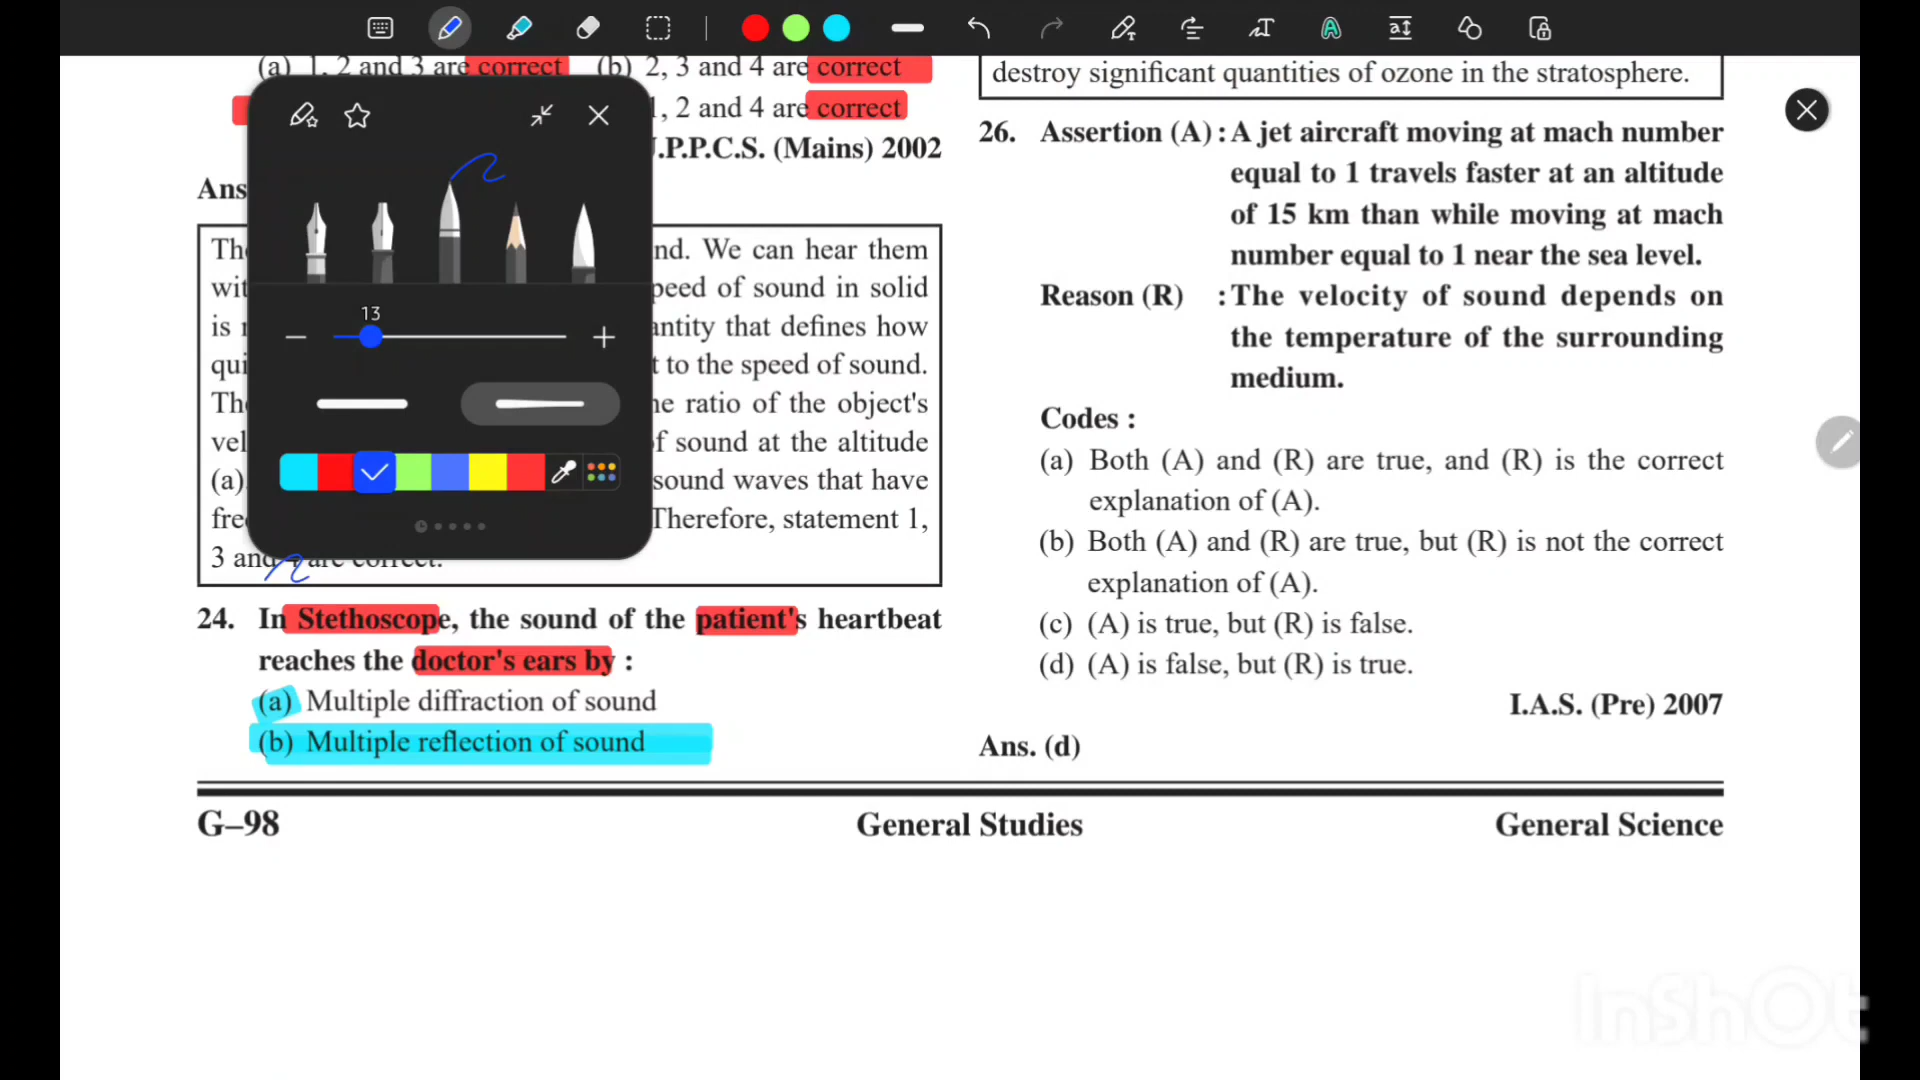 (a) 1, 2 and 3 are correct (b) 2, 3 and 4 are correct
1, 2 and 4 are correct
U.P.P.C.S. (Mains) 2002
Ans
nd. We can hear them
peed of sound in solid
is
antity that defines how
qui t to the speed of sound.
The ratio of the object's
vel of sound at the altitude
(a) sound waves that have
fre Therefore, statement 1,
3 and 4 are correct.
13
24. In Stethoscope, the sound of the patient's heartbeat
reaches the doctor's ears by :
(a) Multiple diffraction of sound
(b) Multiple reflection of sound
destroy significant quantities of ozone in the stratosphere.
26. Assertion (A) : A jet aircraft moving at mach number
equal to 1 travels faster at an altitude
of 15 km than while moving at mach
number equal to 1 near the sea level.
Reason (R) : The velocity of sound depends on
the temperature of the surrounding
medium.
Codes :
(a) Both (A) and (R) are true, and (R) is the correct
explanation of (A).
(b) Both (A) and (R) are true, but (R) is not the correct
explanation of (A).
(c) (A) is true, but (R) is false.
(d) (A) is false, but (R) is true.
I.A.S. (Pre) 2007
Ans. (d)
G–98 General Studies General Science
InShOt